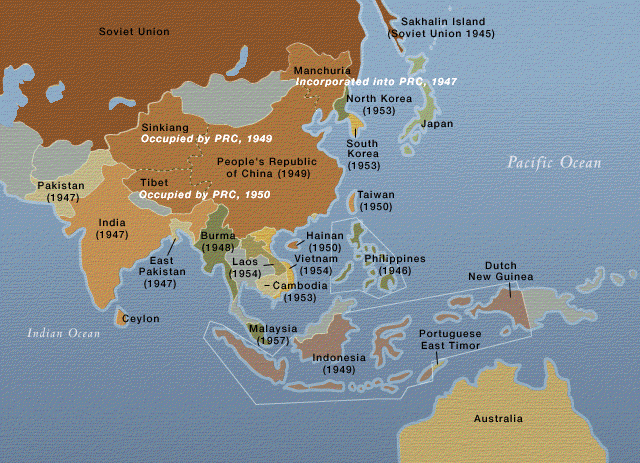 Soviet Union
Sakhalin Island
(Soviet Union 1945)
Manchuria
Incorporated into PRC, 1947
North Korea
(1953)
Japan
Sinkiang
Occupied by PRC, 1949
South
Korea
(1953)
People's Republic
of China (1949)
Pacific Ocean
Pakistan
(1947)
Tibet
Occupied by PRC, 1950
Taiwan
(1950)
India
(1947)
Burma
(1948)
Hainan
(1950)
East
Pakistan
(1947)
Laos
(1954)
Vietnam
(1954)
Philippines
(1946)
Cambodia
(1953)
Dutch
New Guinea
Ceylon
Indian Ocean
Malaysia
(1957)
Portuguese
East Timor
Indonesia
(1949)
Australia